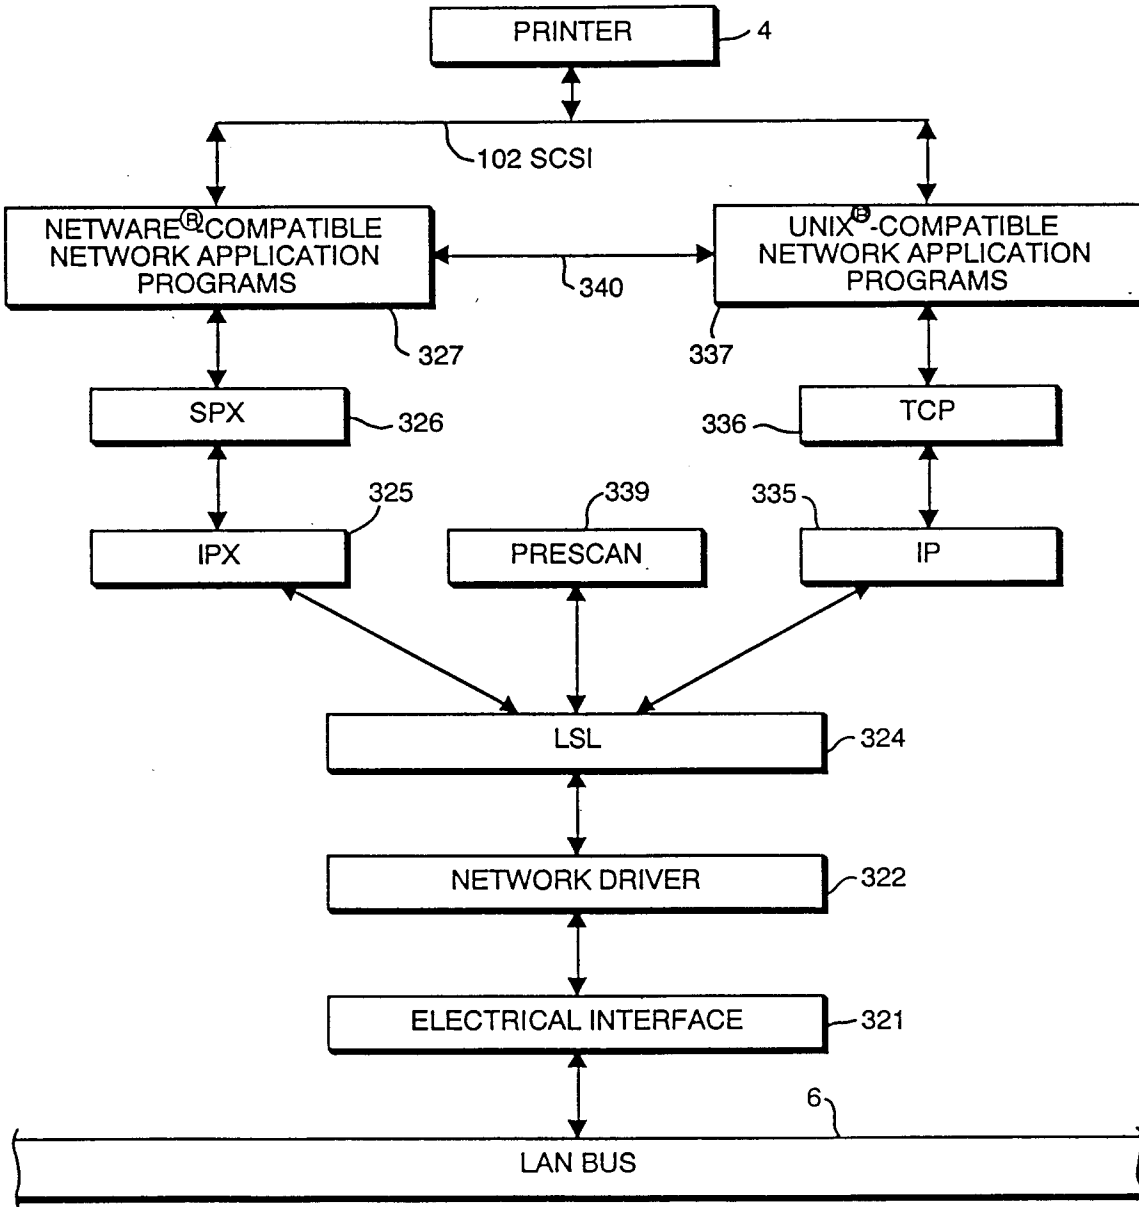 PRINTER
4
102 SCSI
NETWARE®-COMPATIBLE
NETWORK APPLICATION
PROGRAMS
UNIX®-COMPATIBLE
NETWORK APPLICATION
PROGRAMS
340
327
337
SPX
326
336
TCP
325
339
335
IPX
PRESCAN
IP
LSL
324
NETWORK DRIVER
322
ELECTRICAL INTERFACE
321
6
LAN BUS